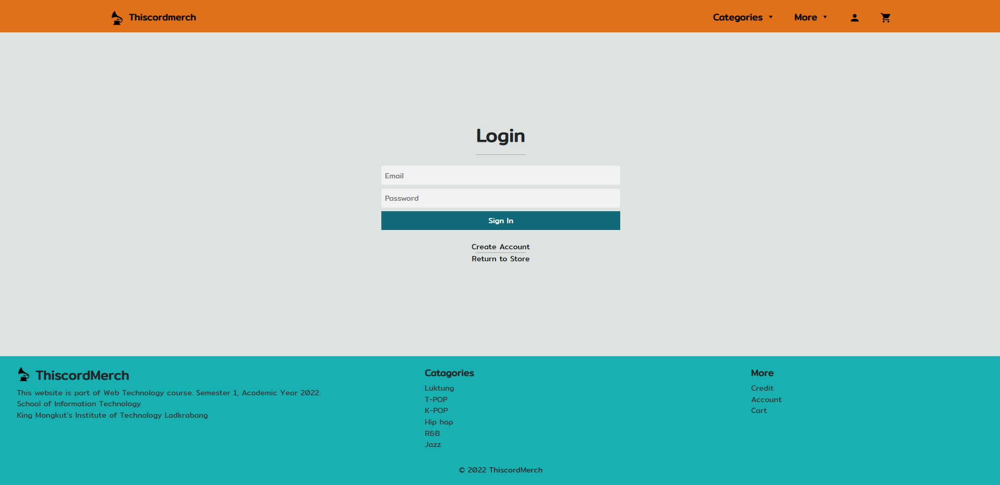 Thiscordmerch
Categories
More
Login
Email
Password
Sign In
Create Account
Return to Store
ThiscordMerch
This website is part of Web Technology course. Semester 1, Academic Year 2022.
School of Information Technology
King Mongkut's Institute of Technology Ladkrabang
Catagories
Luktung
T-POP
K-POP
Hip hop
R&B
Jazz
More
Credit
Account
Cart
© 2022 ThiscordMerch